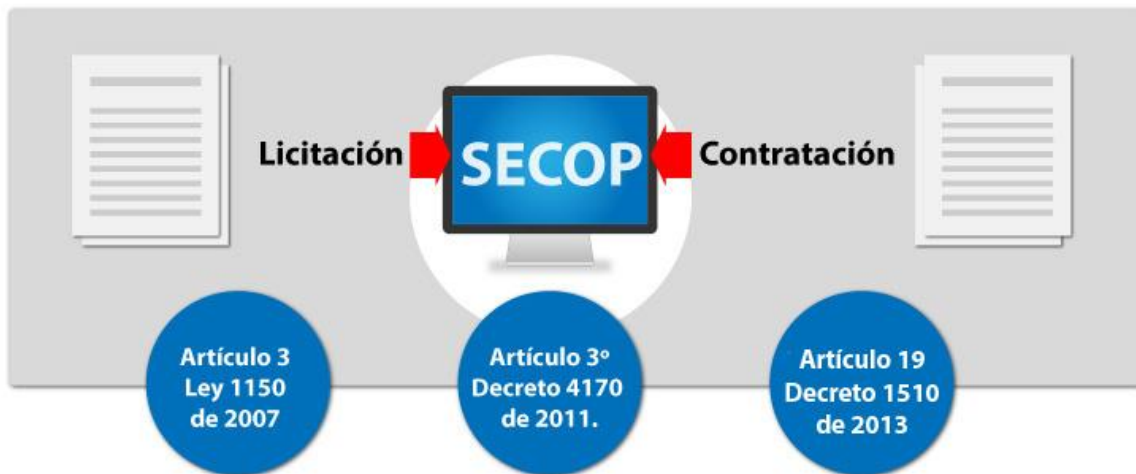 Licitación
SECOP
Contratación
Artículo 3
Ley 1150
de 2007
Artículo 3º
Decreto 4170
de 2011.
Artículo 19
Decreto 1510
de 2013